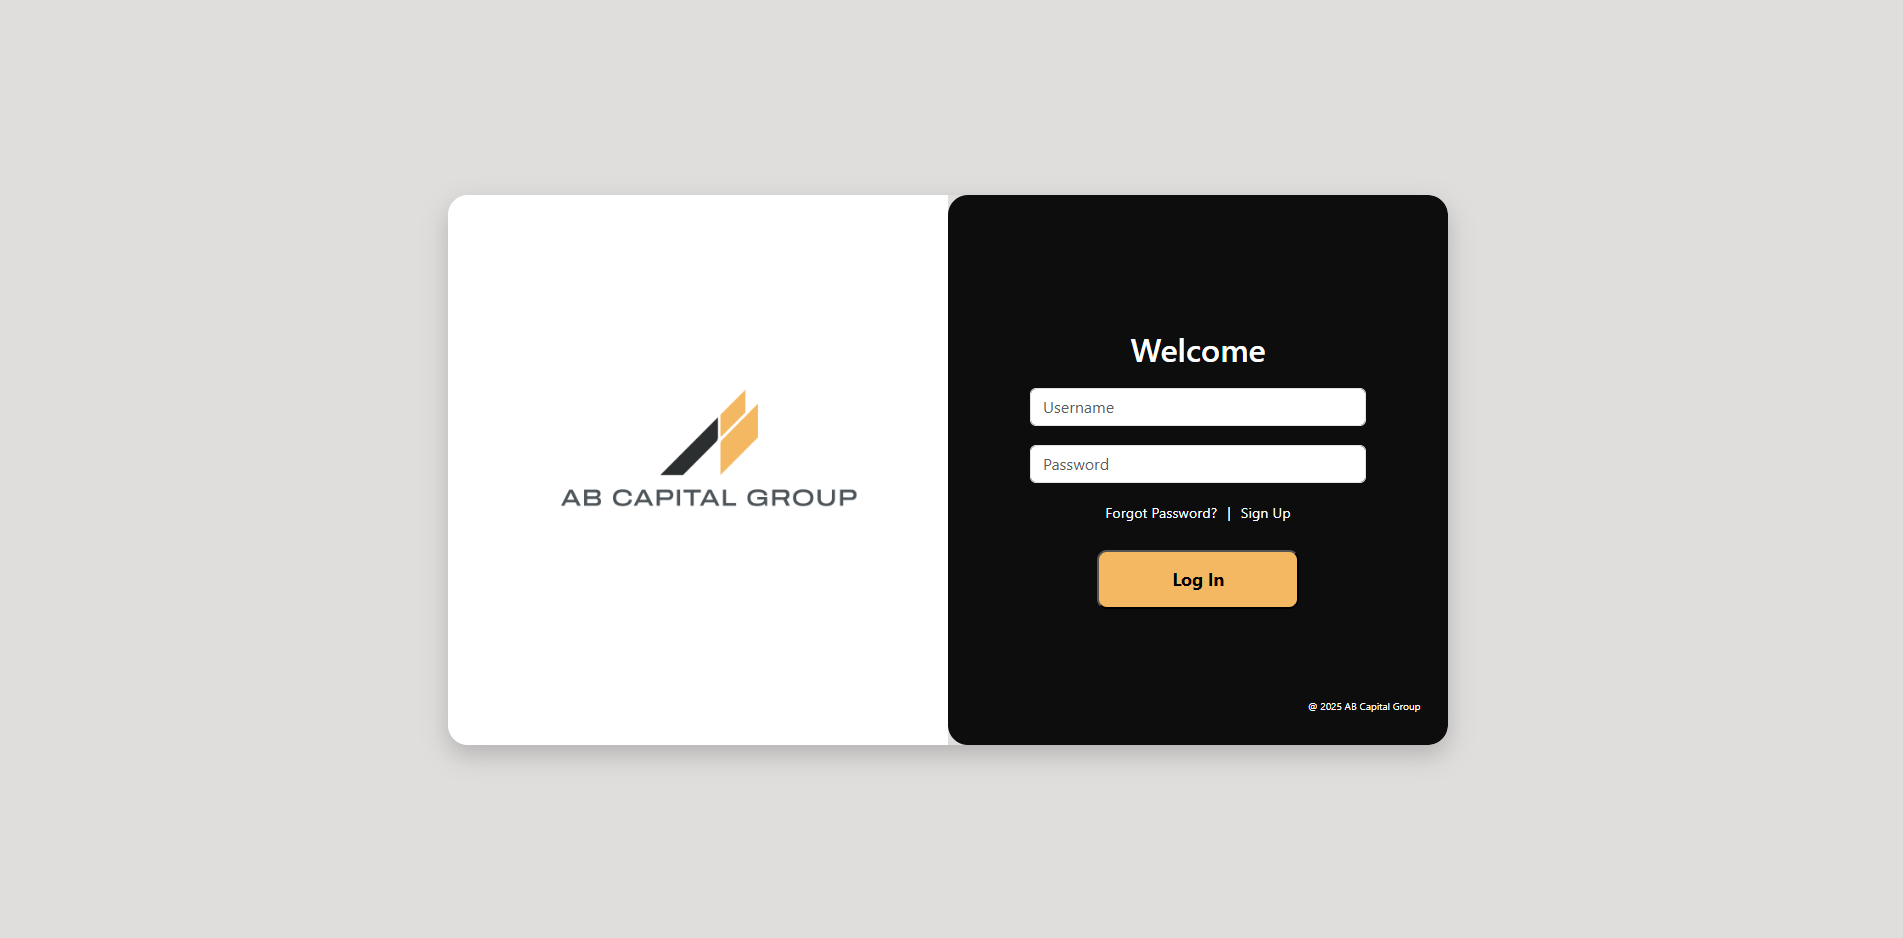 AB CAPITAL GROUP
Welcome
Username
Password
Forgot Password? | Sign Up
Log In
@ 2025 AB Capital Group